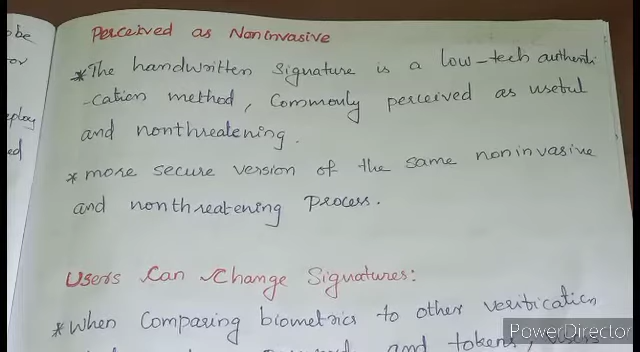 be
Perceived as Noninvasive
*The handwritten signature is a low-tech authenti
-cation method, commonly perceived as useful
and nonthreatening.
ed
* more secure version of the same noninvasive
and nonthreatening process.
Users Can Change Signatures:
*when comparing biometrics to other verification
and tokens,
PowerDirector